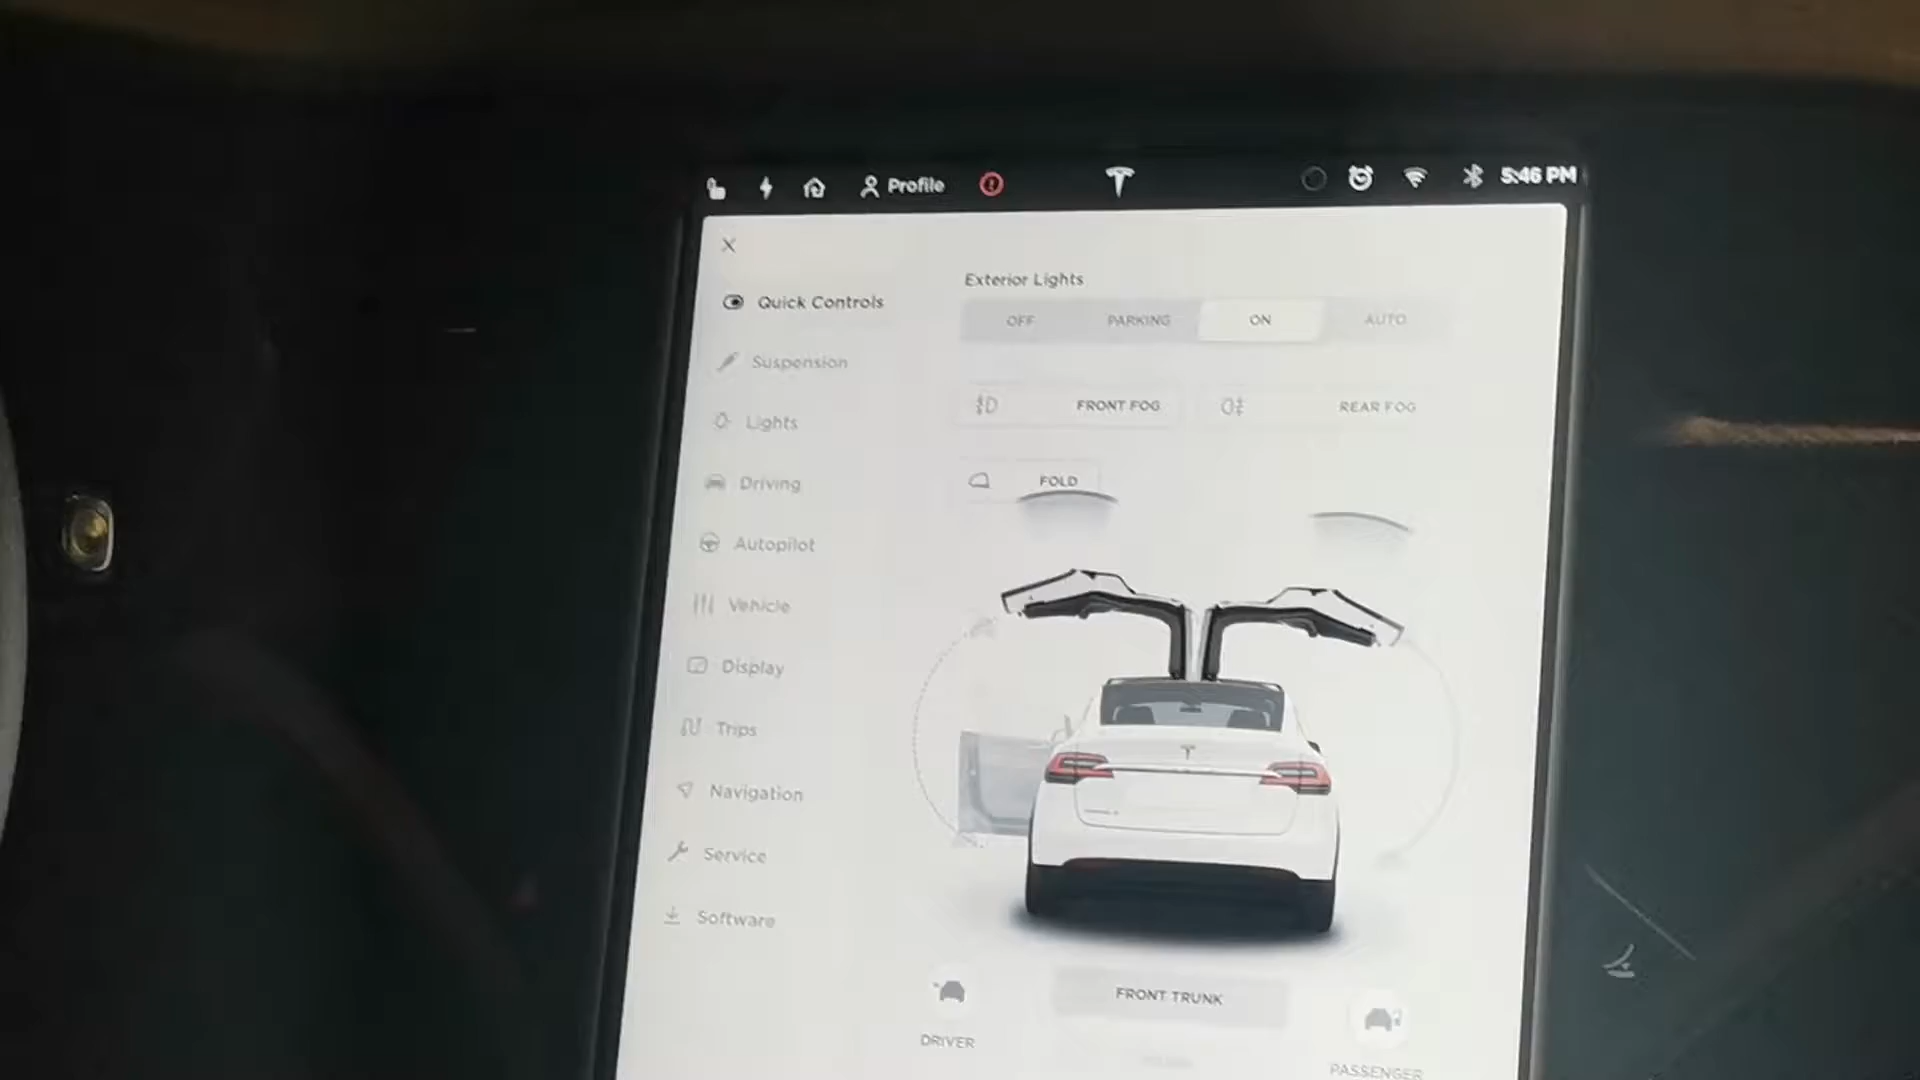 Profile
5:46 PM
Exterior Lights
OFF PARKING ON AUTO
FRONT FOG REAR FOG
FOLD
Quick Controls
Suspension
Lights
Driving
Autopilot
Vehicle
Display
Trips
Navigation
Service
Software
FRONT TRUNK
DRIVER
PASSENGER